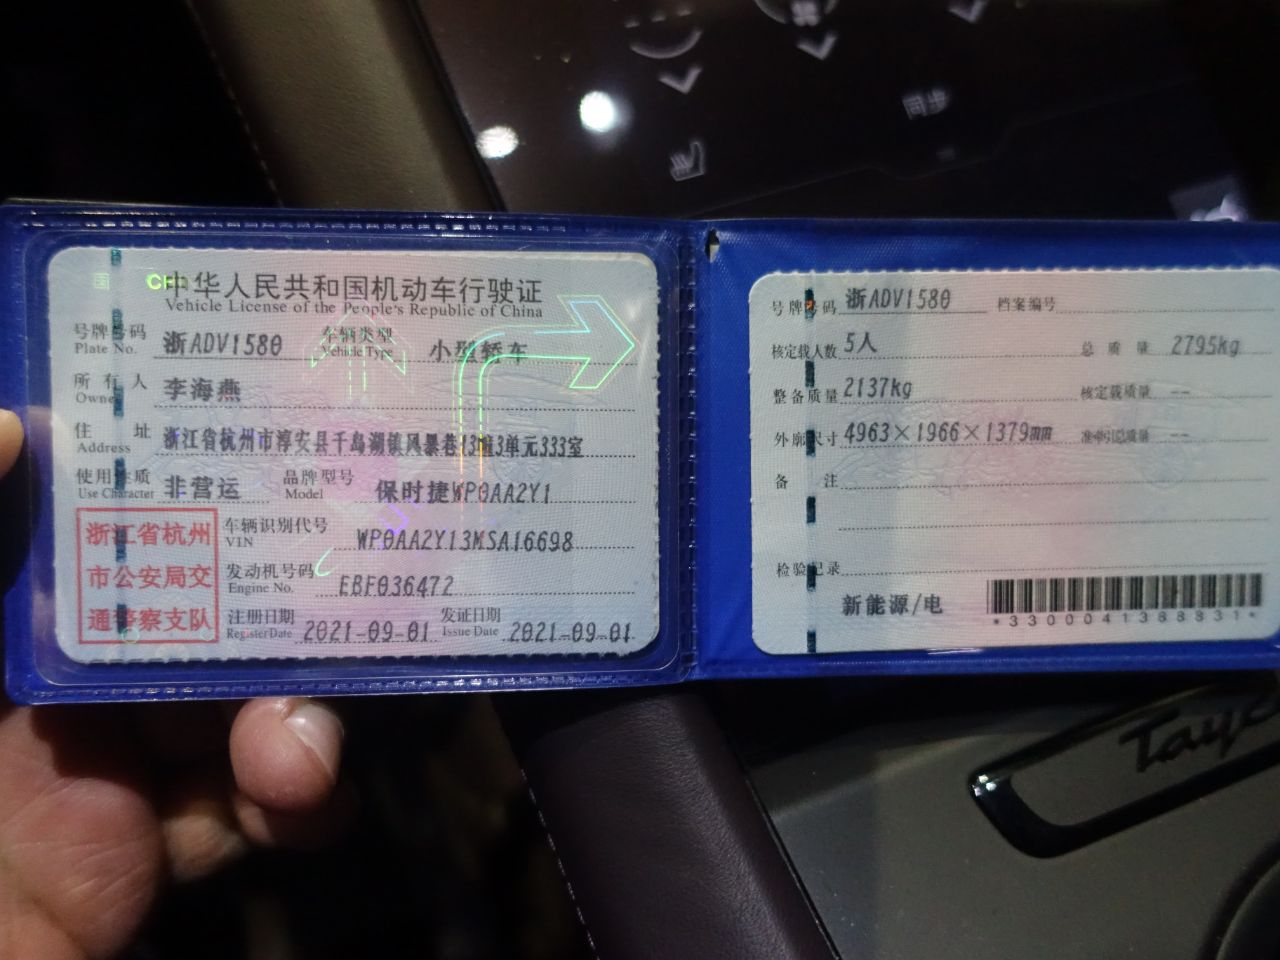 中华人民共和国机动车行驶证
Vehicle License of the People's Republic of China
号牌号码 浙ADV1580 车辆类型 小型轿车
Plate No. Vehicle Type
所有人 李海燕
Owner
住址 浙江省杭州市淳安县千岛湖镇风暴巷13幢3单元333室
Address
使用性质 非营运 品牌型号 保时捷WP0AA2Y1
Use Character Model
浙江省杭州
市公安局交
通警察支队
车辆识别代号 WP0AA2Y13MSA16698
VIN
发动机号码 EBF036472
Engine No.
注册日期 2021-09-01 发证日期 2021-09-01
Register Date Issue Date
号牌号码 浙ADV1580 档案编号
核定载人数 5人 总质量 2795kg
整备质量 2137kg 核定载质量 --
外廓尺寸 4963×1966×1379mm 准牵引总质量 --
备注
检验记录
新能源/电
*3300041388831*
同步